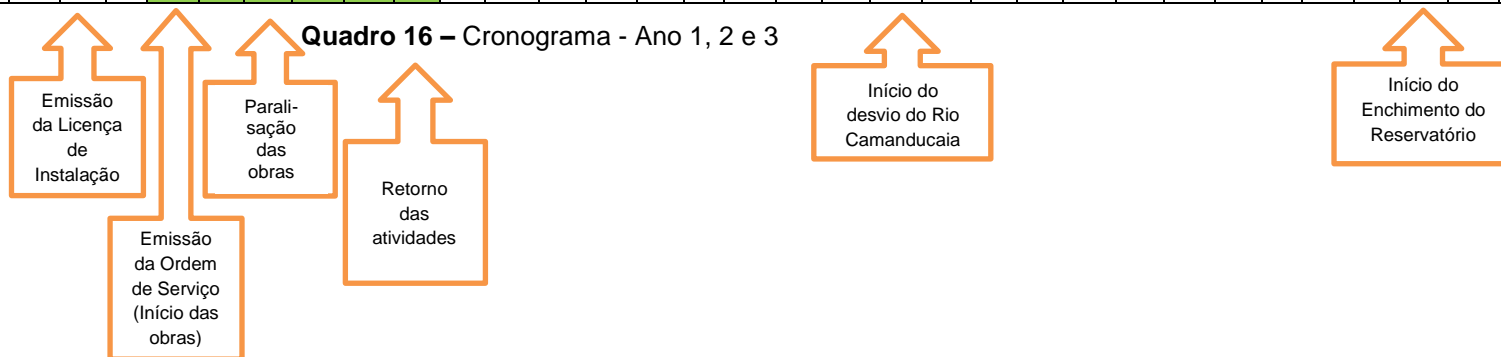 Quadro 16 – Cronograma - Ano 1, 2 e 3
Emissão
da Licença
de
Instalação
Emissão
da Ordem
de Serviço
(Início das
obras)
Parali-
sação
das
obras
Retorno
das
atividades
Início do
desvio do Rio
Camanducaia
Início do
Enchimento do
Reservatório